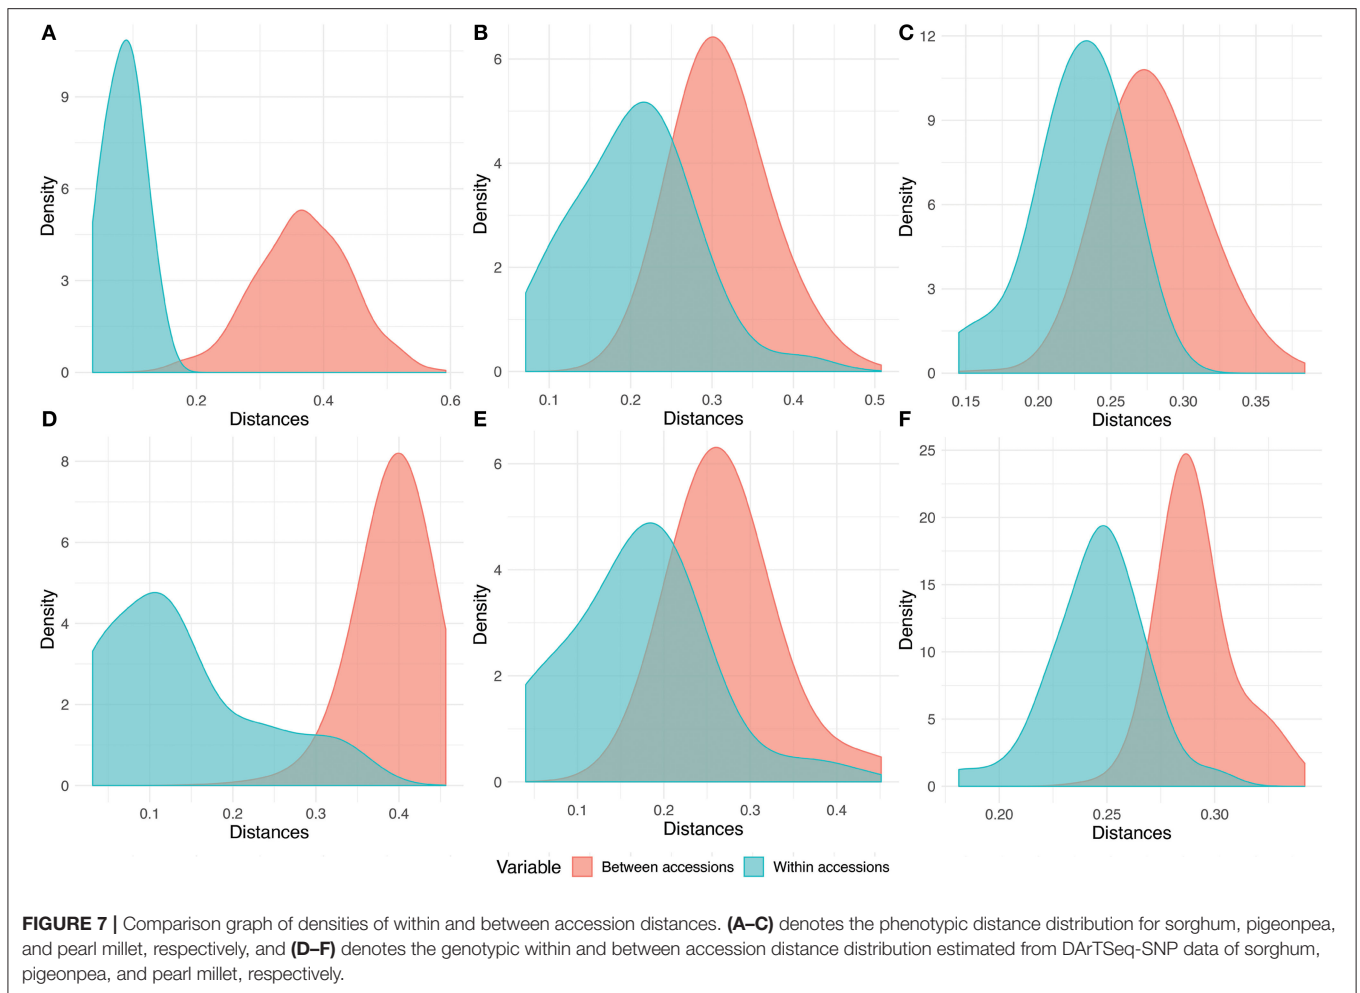 A
B
C
9
6
3
0
Density
0.2
0.4
0.6
Distances
6
4
2
0
Density
0.1
0.2
0.3
0.4
0.5
Distances
12
9
6
3
0
Density
0.15
0.20
0.25
0.30
0.35
Distances
D
E
F
8
6
4
2
0
Density
0.1
0.2
0.3
0.4
Distances
6
4
2
0
Density
0.1
0.2
0.3
0.4
Distances
25
20
15
10
5
0
Density
0.20
0.25
0.30
Distances
Variable Between accessions Within accessions
FIGURE 7 | Comparison graph of densities of within and between accession distances. (A–C) denotes the phenotypic distance distribution for sorghum, pigeonpea,
and pearl millet, respectively, and (D–F) denotes the genotypic within and between accession distance distribution estimated from DArTSeq-SNP data of sorghum,
pigeonpea, and pearl millet, respectively.